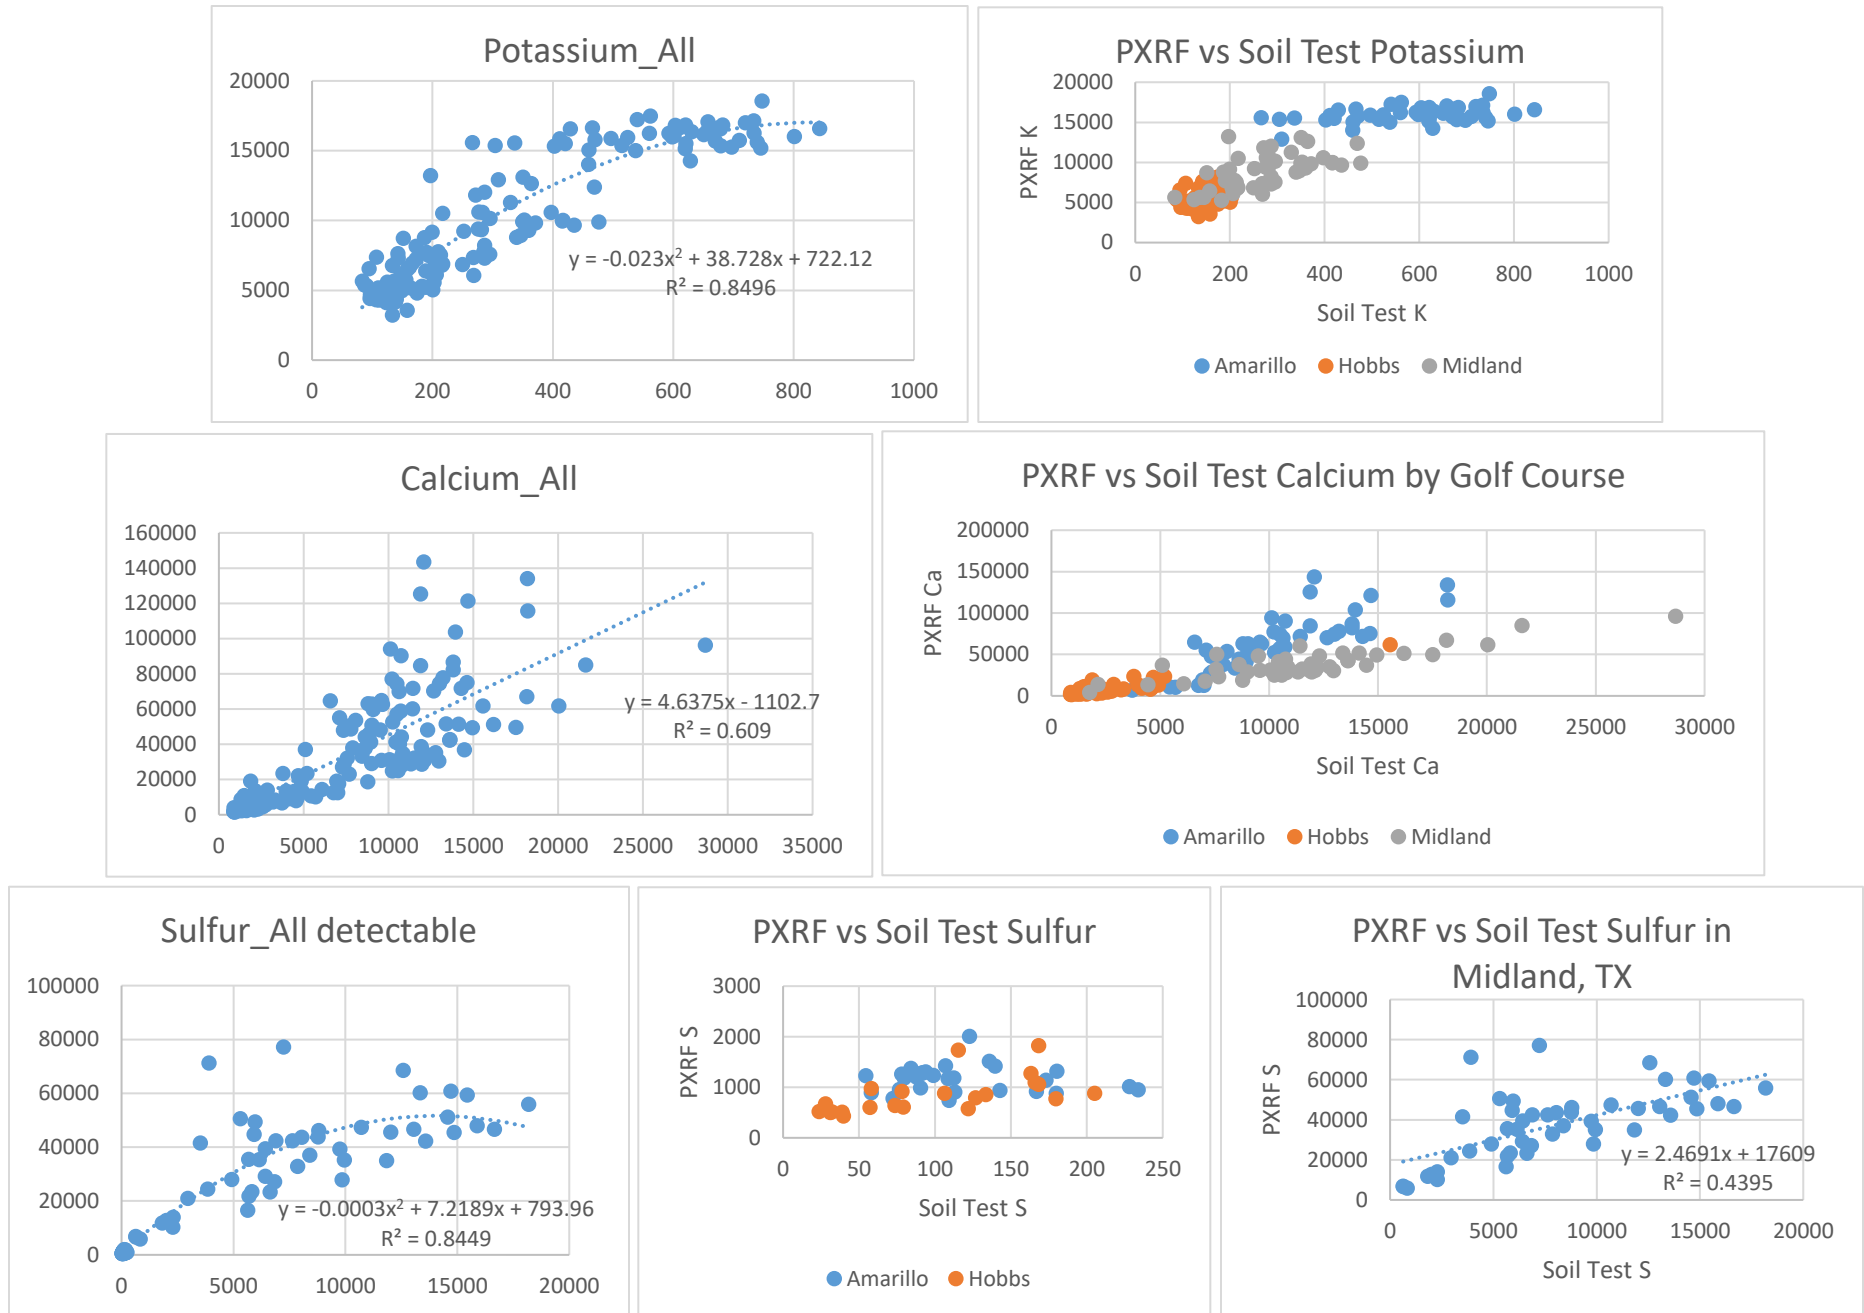 Potassium_All
20000
15000
10000
5000
0
0 200 400 600 800 1000
y = -0.023x² + 38.728x + 722.12
R² = 0.8496
PXRF vs Soil Test Potassium
20000
15000
10000
5000
0
PXRF K
0 200 400 600 800 1000
Soil Test K
Amarillo Hobbs Midland
Calcium_All
160000
140000
120000
100000
80000
60000
40000
20000
0
0 5000 10000 15000 20000 25000 30000 35000
y = 4.6375x - 1102.7
R² = 0.609
PXRF vs Soil Test Calcium by Golf Course
200000
150000
100000
50000
0
PXRF Ca
0 5000 10000 15000 20000 25000 30000
Soil Test Ca
Amarillo Hobbs Midland
Sulfur_All detectable
100000
80000
60000
40000
20000
0
0 5000 10000 15000 20000
y = -0.0003x² + 7.2189x + 793.96
R² = 0.8449
PXRF vs Soil Test Sulfur
3000
2000
1000
0
PXRF S
0 50 100 150 200 250
Soil Test S
Amarillo Hobbs
PXRF vs Soil Test Sulfur in
Midland, TX
100000
80000
60000
40000
20000
0
PXRF S
0 5000 10000 15000 20000
y = 2.4691x + 17609
R² = 0.4395
Soil Test S